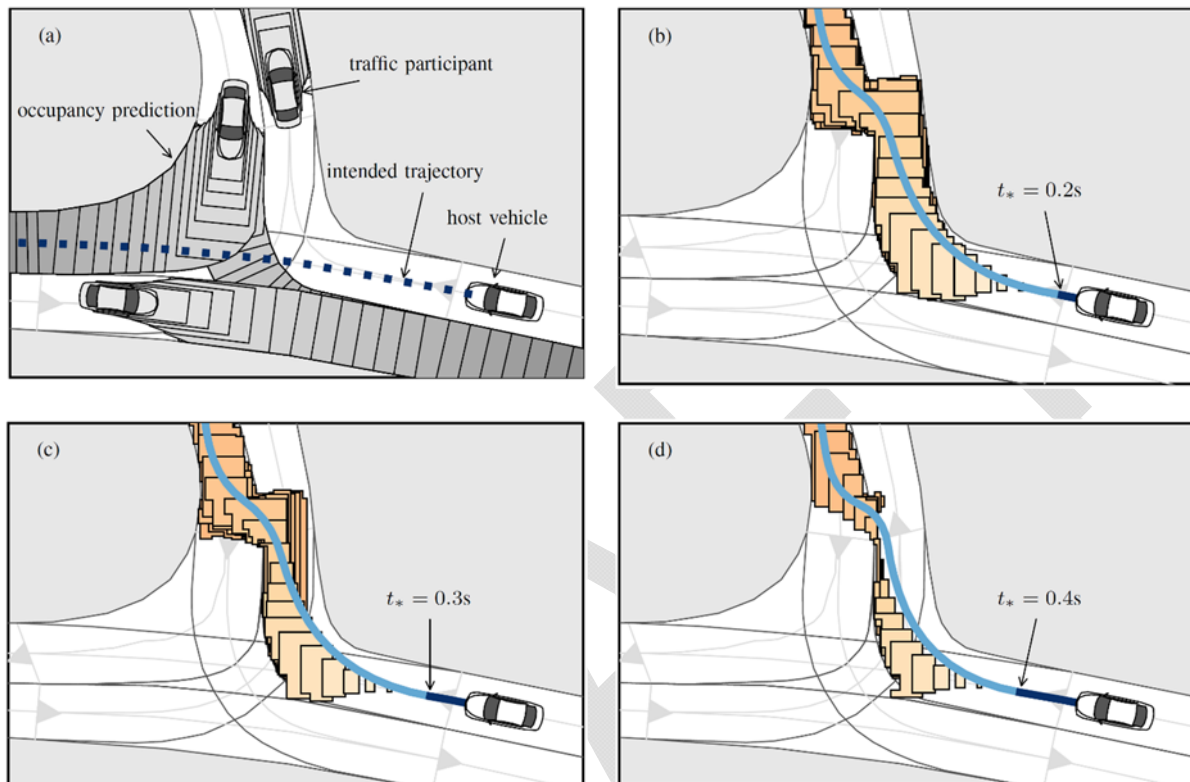 (a)
traffic participant
occupancy prediction
intended trajectory
host vehicle
(b)
t* = 0.2s
(c)
t* = 0.3s
(d)
t* = 0.4s